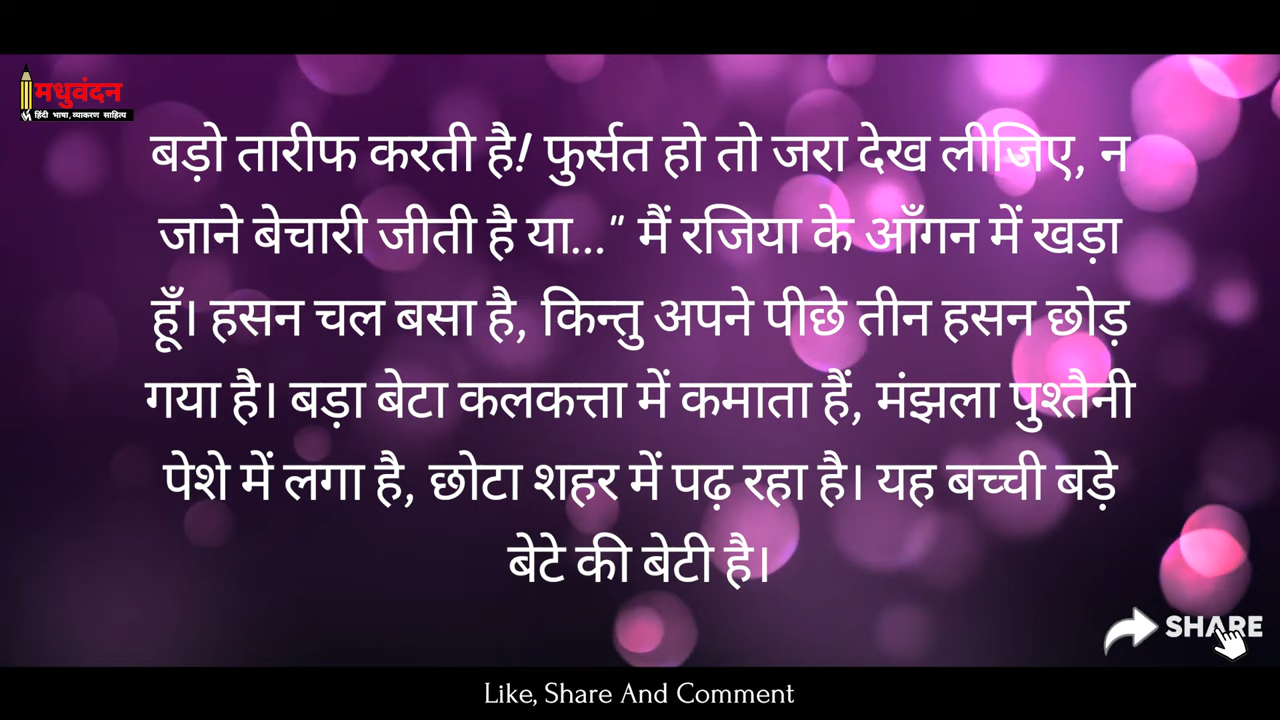 मधुवंदन
हिंदी भाषा, व्याकरण साहित्य
बड़ो तारीफ करती है! फुर्सत हो तो जरा देख लीजिए, न
जाने बेचारी जीती है या..." मैं रजिया के आँगन में खड़ा
हूँ। हसन चल बसा है, किन्तु अपने पीछे तीन हसन छोड़
गया है। बड़ा बेटा कलकत्ता में कमाता हैं, मंझला पुश्तैनी
पेशे में लगा है, छोटा शहर में पढ़ रहा है। यह बच्ची बड़े
बेटे की बेटी है।
SHARE
Like, Share And Comment